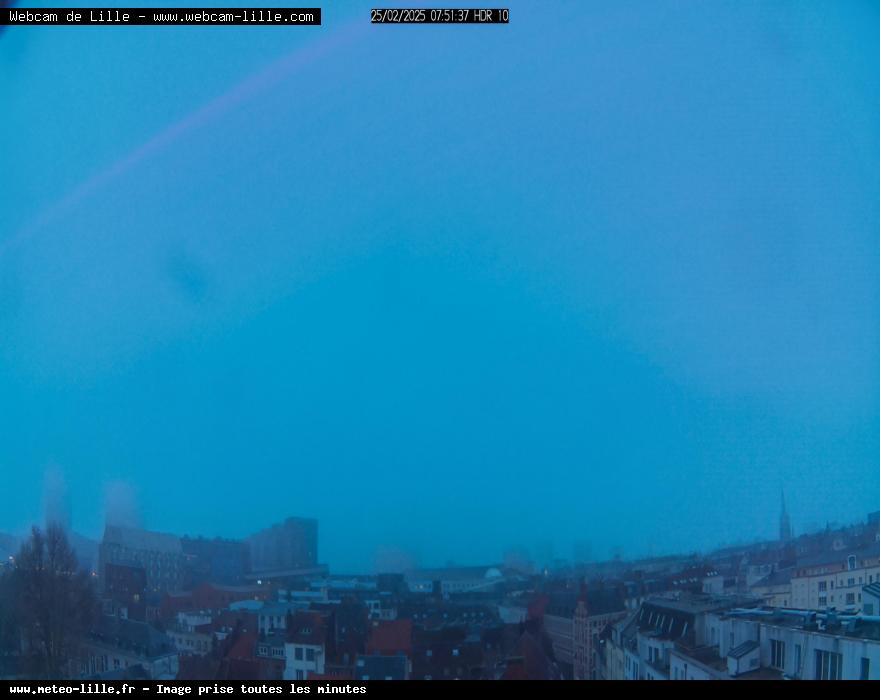 Webcam de Lille - www.webcam-lille.com
25/02/2025 07:51:37 HDR 10
www.meteo-lille.fr - Image prise toutes les minutes